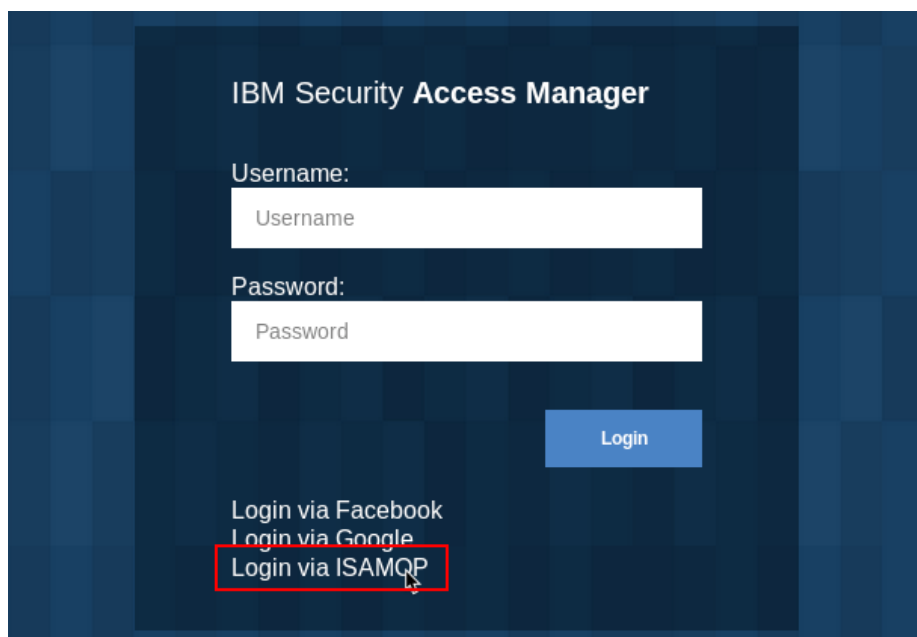 IBM Security Access Manager
Username:
Username
Password:
Password
Login
Login via Facebook
Login via Google
Login via ISAMOP